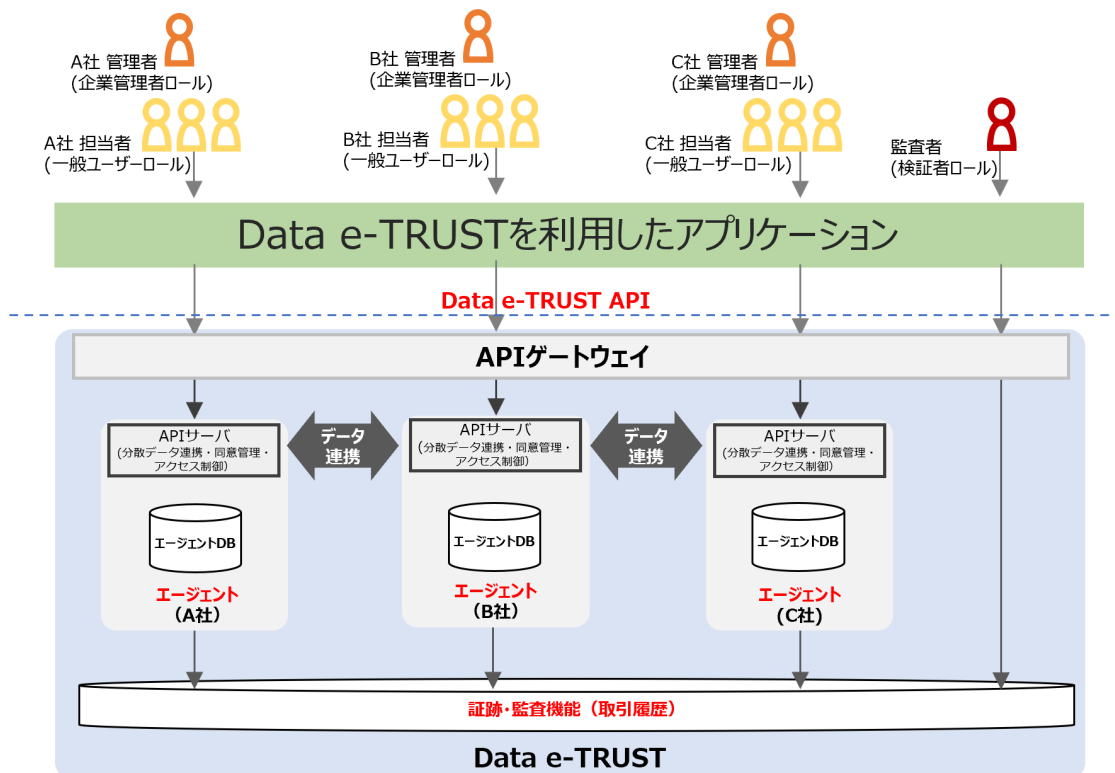 A社 管理者
(企業管理者ロール)
B社 管理者
(企業管理者ロール)
C社 管理者
(企業管理者ロール)
A社 担当者
(一般ユーザーロール)
B社 担当者
(一般ユーザーロール)
C社 担当者
(一般ユーザーロール)
監査者
(検証者ロール)
Data e-TRUSTを利用したアプリケーション
Data e-TRUST API
APIゲートウェイ
APIサーバ
(分散データ連携・同意管理・
アクセス制御)
データ
連携
APIサーバ
(分散データ連携・同意管理・
アクセス制御)
データ
連携
APIサーバ
(分散データ連携・同意管理・
アクセス制御)
エージェントDB
エージェントDB
エージェントDB
エージェント
（A社）
エージェント
（B社）
エージェント
(C社)
証跡・監査機能（取引履歴）
Data e-TRUST